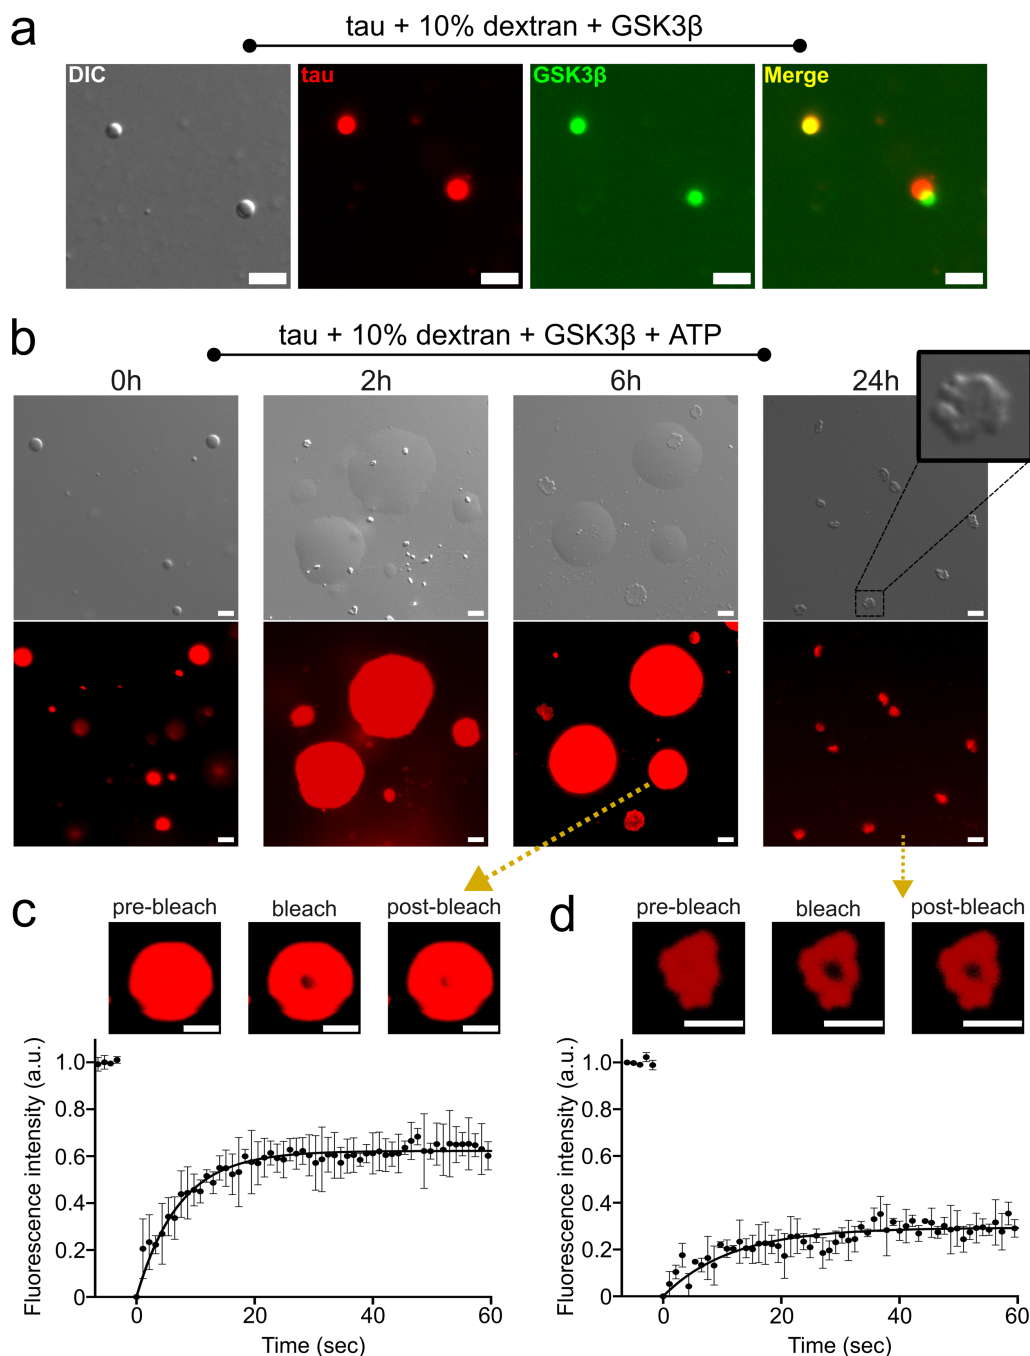 a
tau + 10% dextran + GSK3β
DIC
tau
GSK3β
Merge
b
tau + 10% dextran + GSK3β + ATP
0h
2h
6h
24h
c
pre-bleach
bleach
post-bleach
d
pre-bleach
bleach
post-bleach
Fluorescence intensity (a.u.)
1.0
0.8
0.6
0.4
0.2
0
0
20
40
60
Time (sec)
Fluorescence intensity (a.u.)
1.0
0.8
0.6
0.4
0.2
0
0
20
40
60
Time (sec)